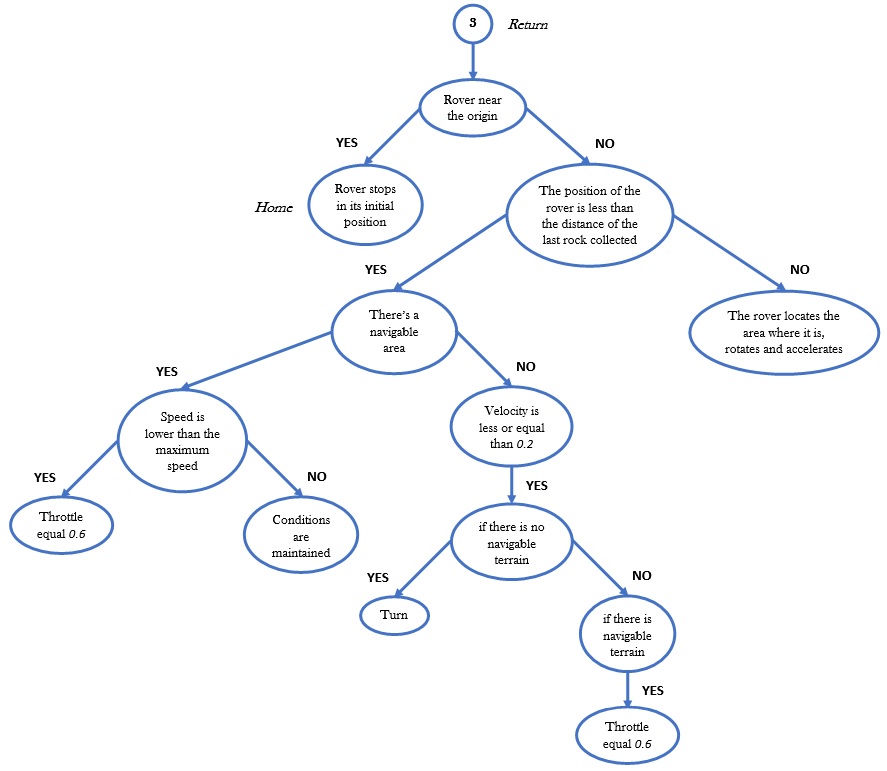 3
Return
Rover near
the origin
YES
NO
Home
Rover stops
in its initial
position
The position of the
rover is less than
the distance of the
last rock collected
YES
NO
There's a
navigable
area
The rover locates the
area where it is,
rotates and accelerates
YES
NO
Speed is
lower than the
maximum
speed
Velocity is
less or equal
than 0.2
YES
NO
YES
Throttle
equal 0.6
Conditions
are
maintained
if there is no
navigable
terrain
YES
NO
Turn
if there is
navigable
terrain
YES
Throttle
equal 0.6